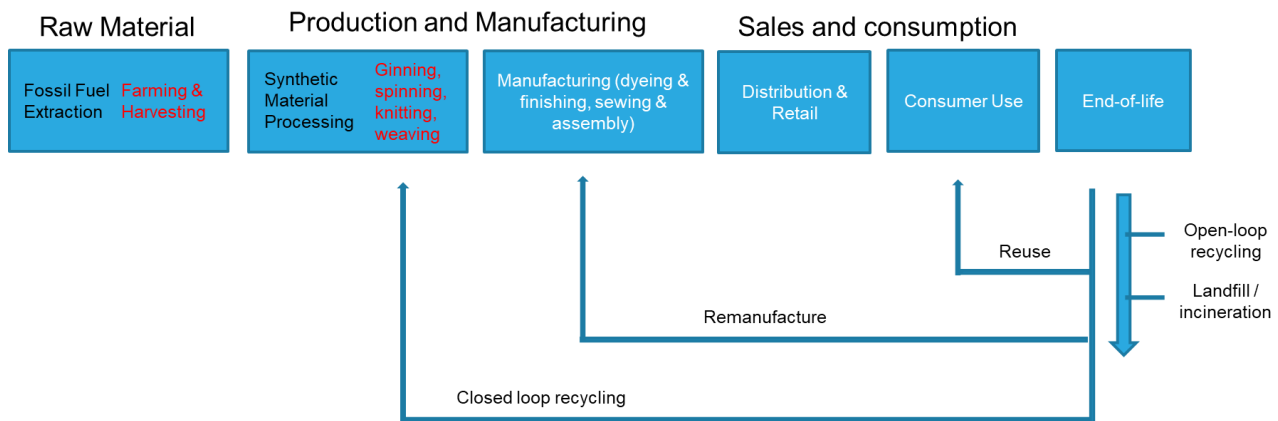 Raw Material
Production and Manufacturing
Sales and consumption
Fossil Fuel
Extraction
Farming &
Harvesting
Synthetic
Material
Processing
Ginning,
spinning,
knitting,
weaving
Manufacturing (dyeing &
finishing, sewing &
assembly)
Distribution &
Retail
Consumer Use
End-of-life
Open-loop
recycling
Reuse
Landfill /
incineration
Remanufacture
Closed loop recycling